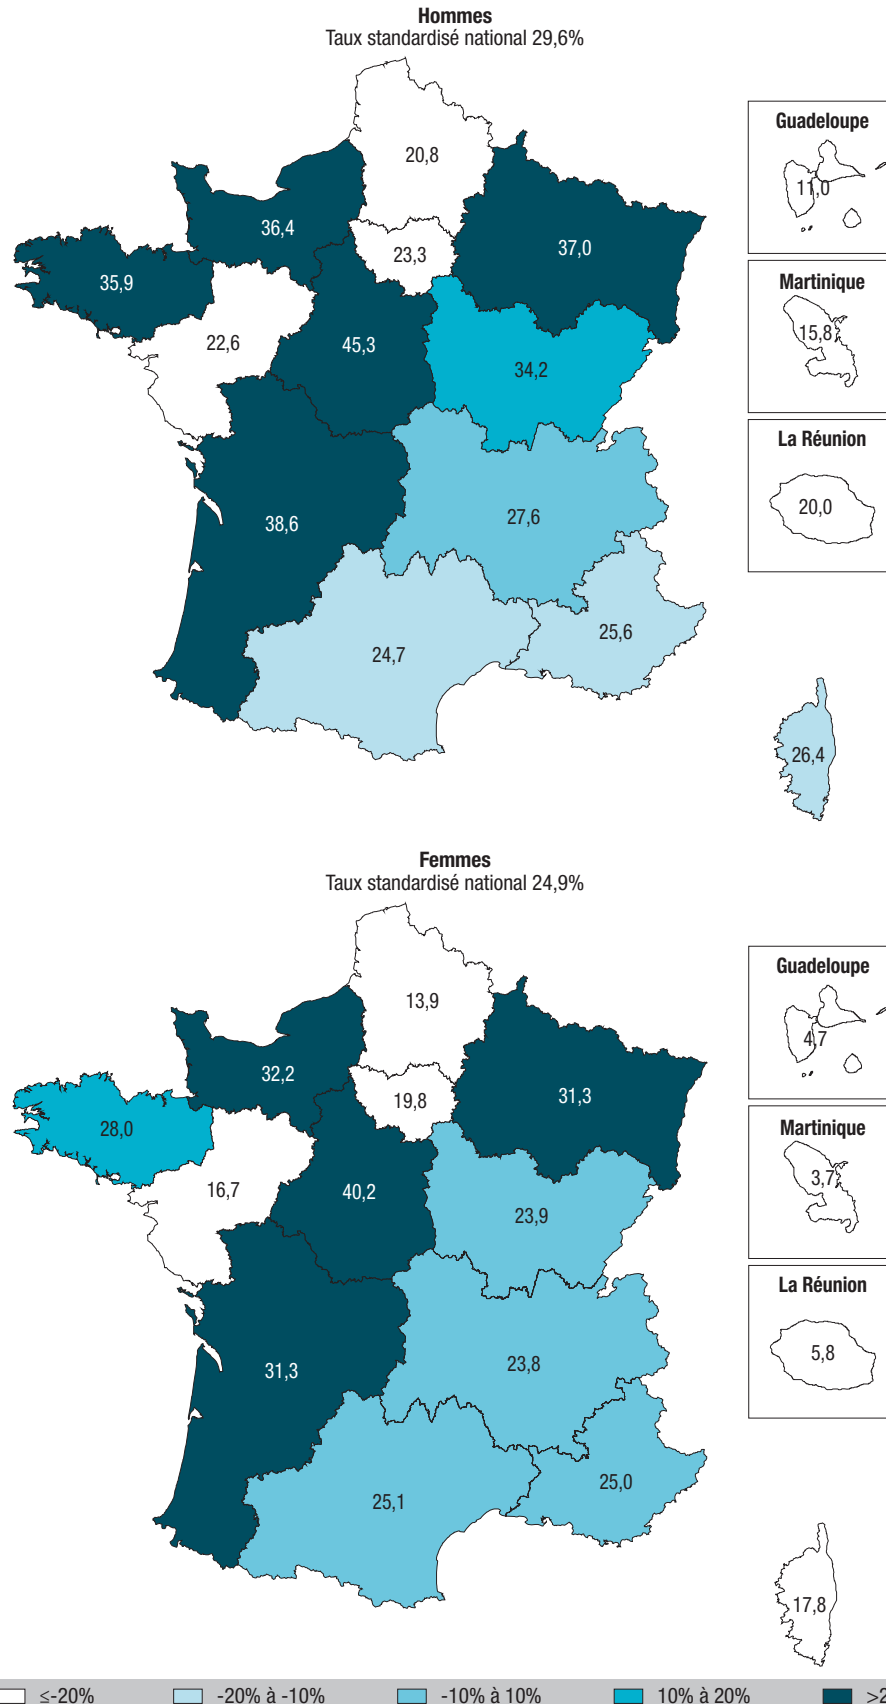 Hommes
Taux standardisé national 29,6%
Guadeloupe
11,0
20,8
36,4
23,3
37,0
35,9
Martinique
15,8
22,6
45,3
34,2
La Réunion
20,0
38,6
27,6
24,7
25,6
26,4
Femmes
Taux standardisé national 24,9%
Guadeloupe
4,7
13,9
32,2
19,8
31,3
28,0
Martinique
3,7
16,7
40,2
23,9
La Réunion
5,8
31,3
23,8
25,1
25,0
17,8
≤-20%
-20% à -10%
-10% à 10%
10% à 20%